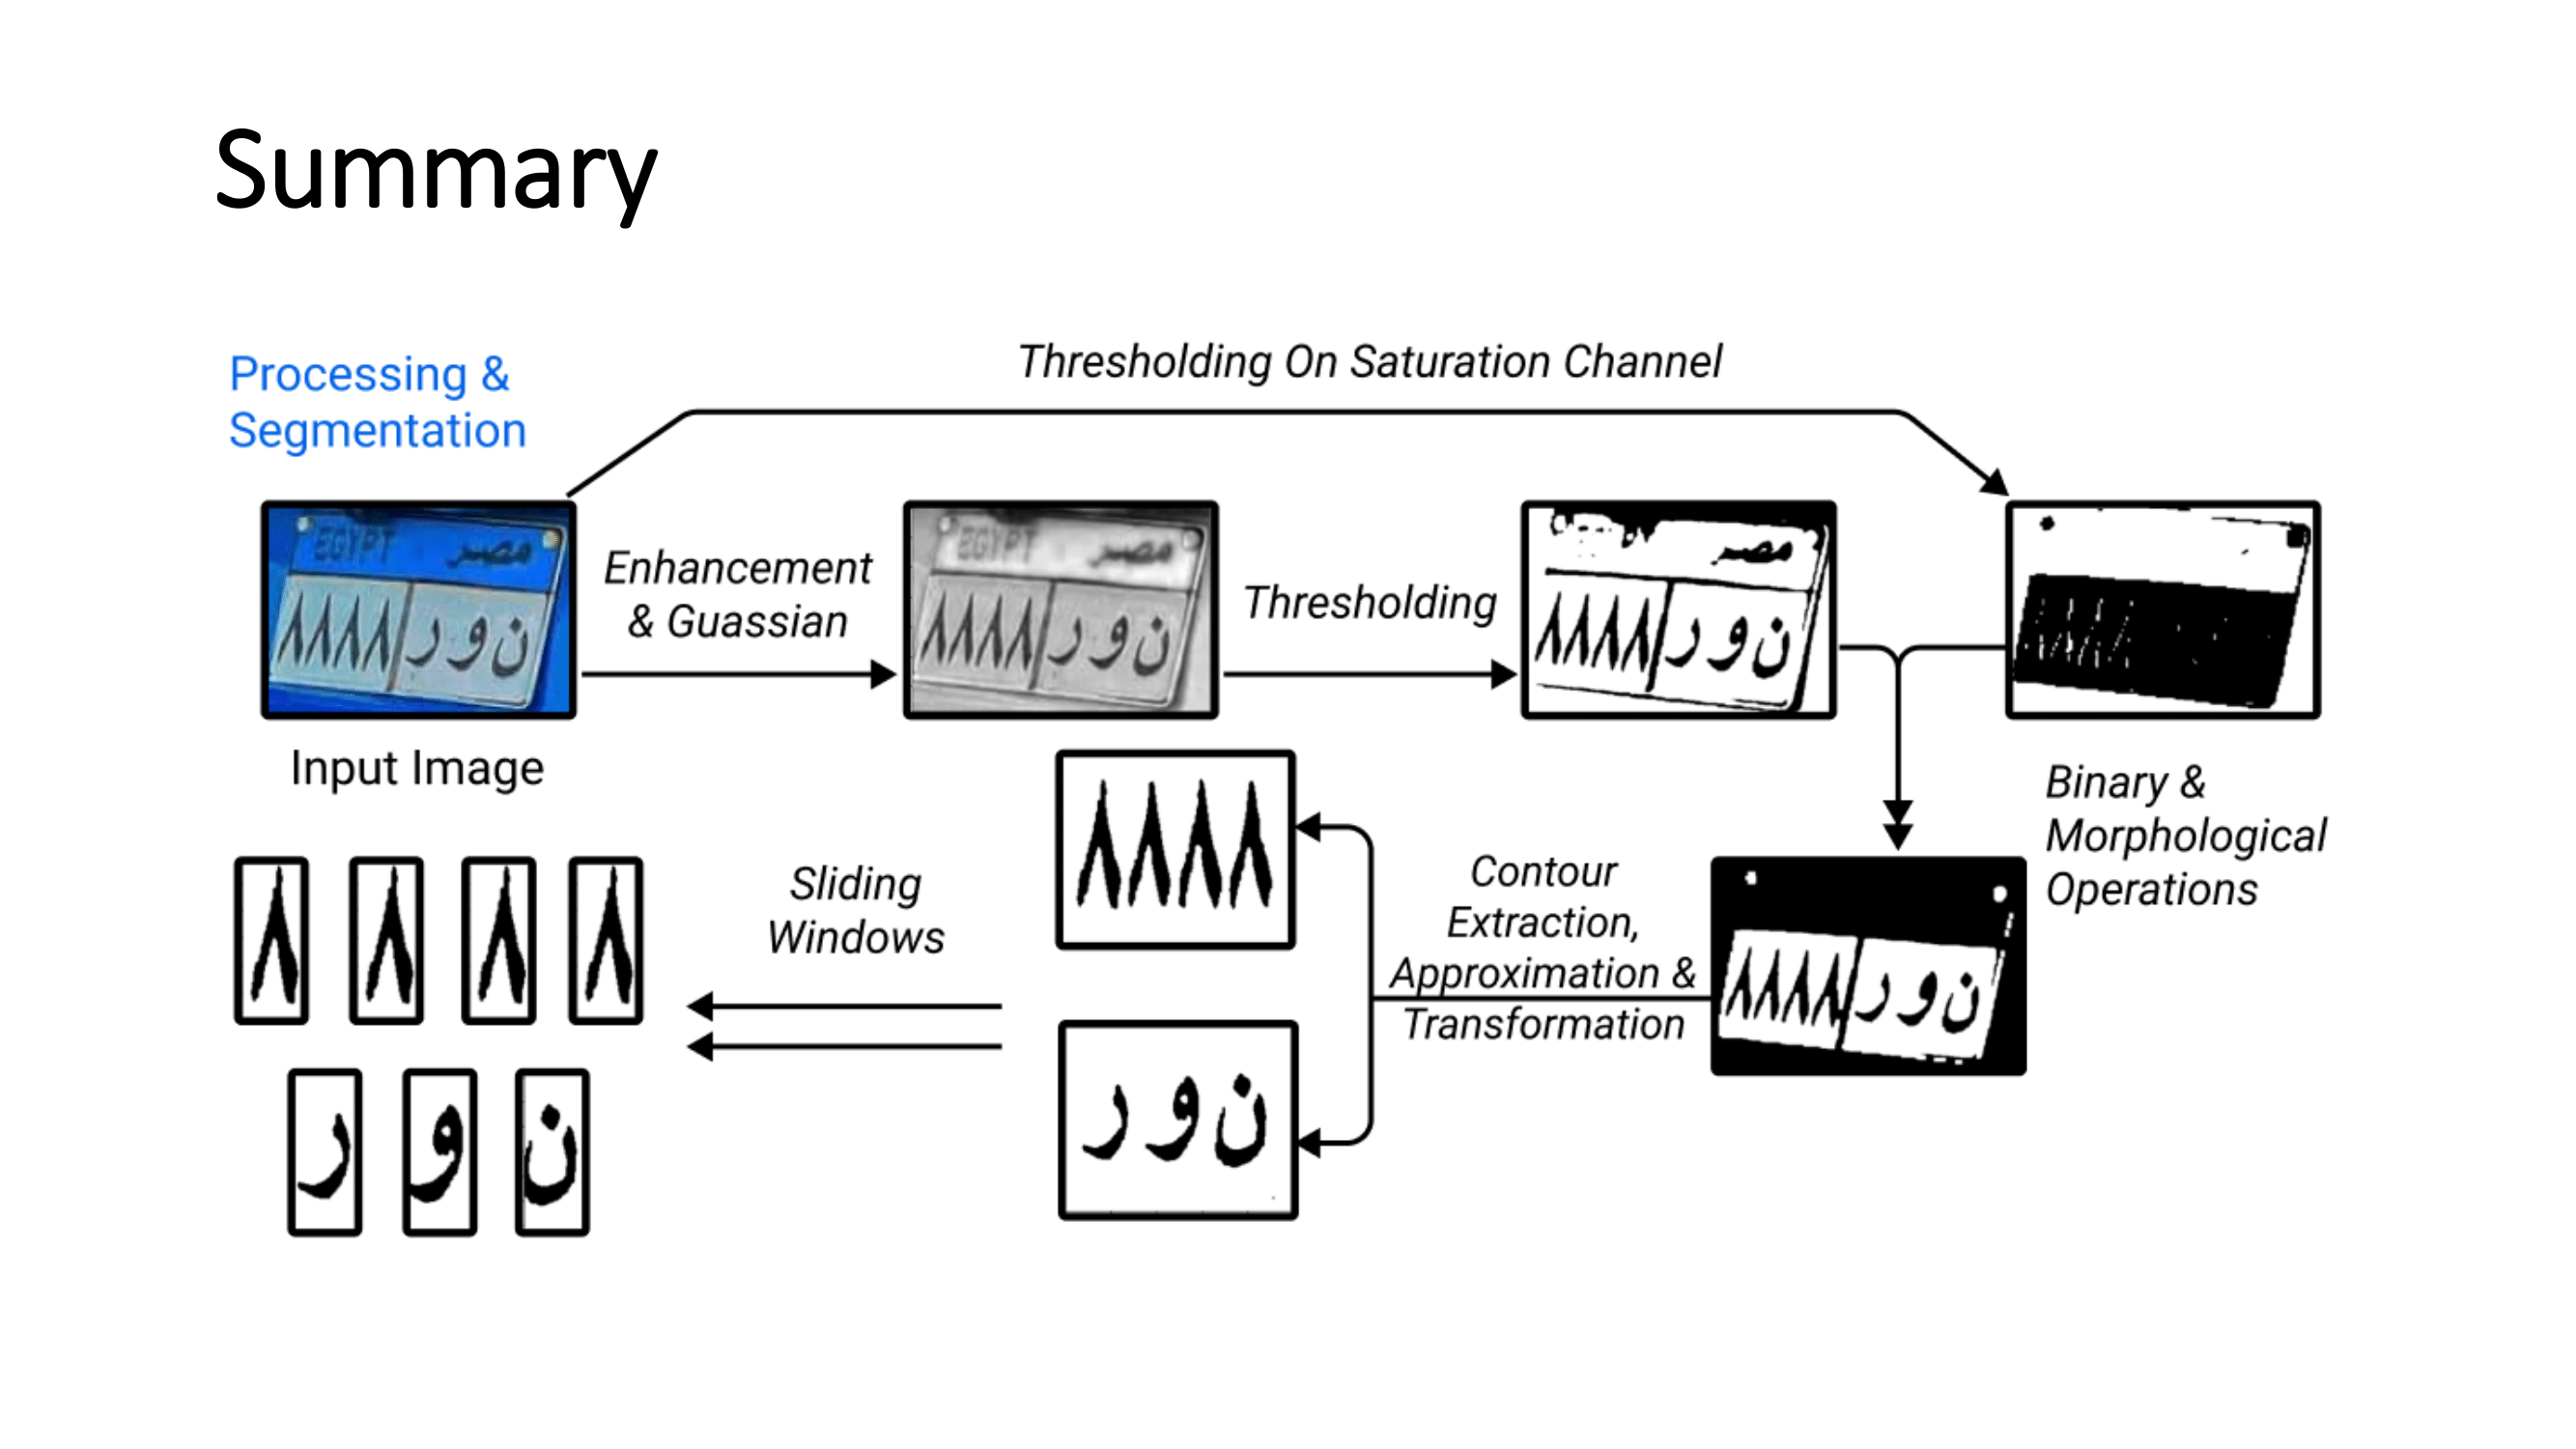 Summary
Processing &
Segmentation
Thresholding On Saturation Channel
EGYPT مصر
٨٨٨٨ ن و ر
Input Image
Enhancement
& Guassian
EGYPT مصر
٨٨٨٨ ن و ر
Thresholding
مصر
٨٨٨٨ ن و ر
Binary &
Morphological
Operations
٨٨٨٨ ن و ر
Contour
Extraction,
Approximation &
Transformation
٨٨٨٨
ن و ر
Sliding
Windows
٨ ٨ ٨ ٨
ن و ر